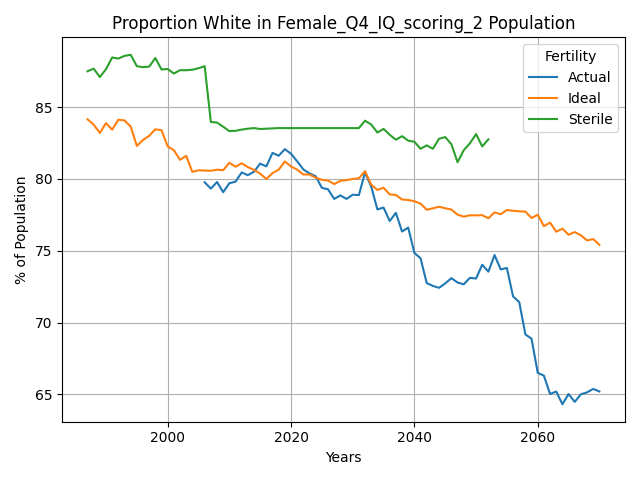 Proportion White in Female_Q4_IQ_scoring_2 Population
% of Population
85
80
75
70
65
Fertility
Actual
Ideal
Sterile
2000
2020
2040
2060
Years